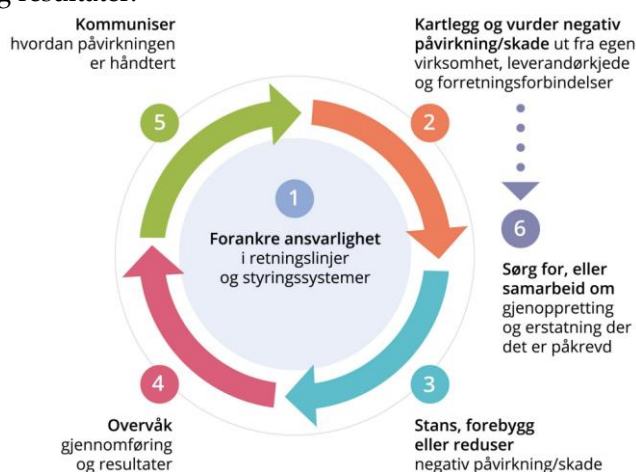 g resultater.
Kommuniser
hvordan påvirkningen
er håndtert
5
Kartlegg og vurder negativ
påvirkning/skade ut fra egen
virksomhet, leverandørkjede
og forretningsforbindelser
2
1
Forankre ansvarlighet
i retningslinjer
og styringssystemer
6
Sørg for, eller
samarbeid om
gjenoppretting
og erstatning der
det er påkrevd
4
Overvåk
gjennomføring
og resultater
3
Stans, forebygg
eller reduser
negativ påvirkning/skade